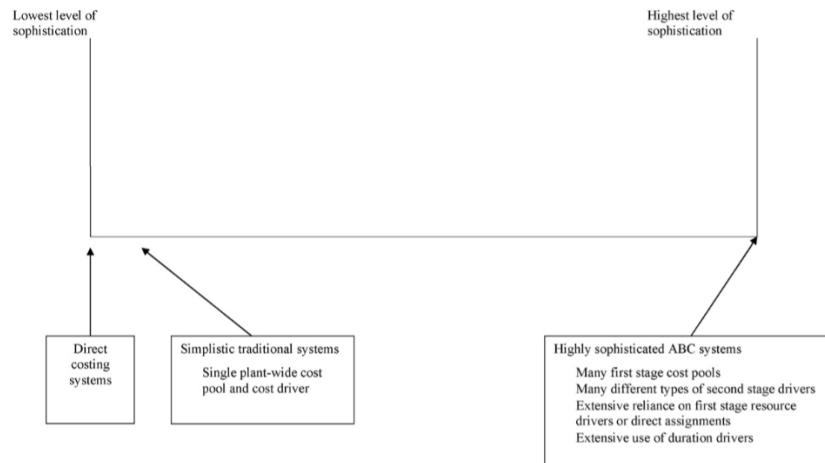 Lowest level of
sophistication
Highest level of
sophistication
Direct
costing
systems
Simplistic traditional systems
Single plant-wide cost
pool and cost driver
Highly sophisticated ABC systems
Many first stage cost pools
Many different types of second stage drivers
Extensive reliance on first stage resource
drivers or direct assignments
Extensive use of duration drivers